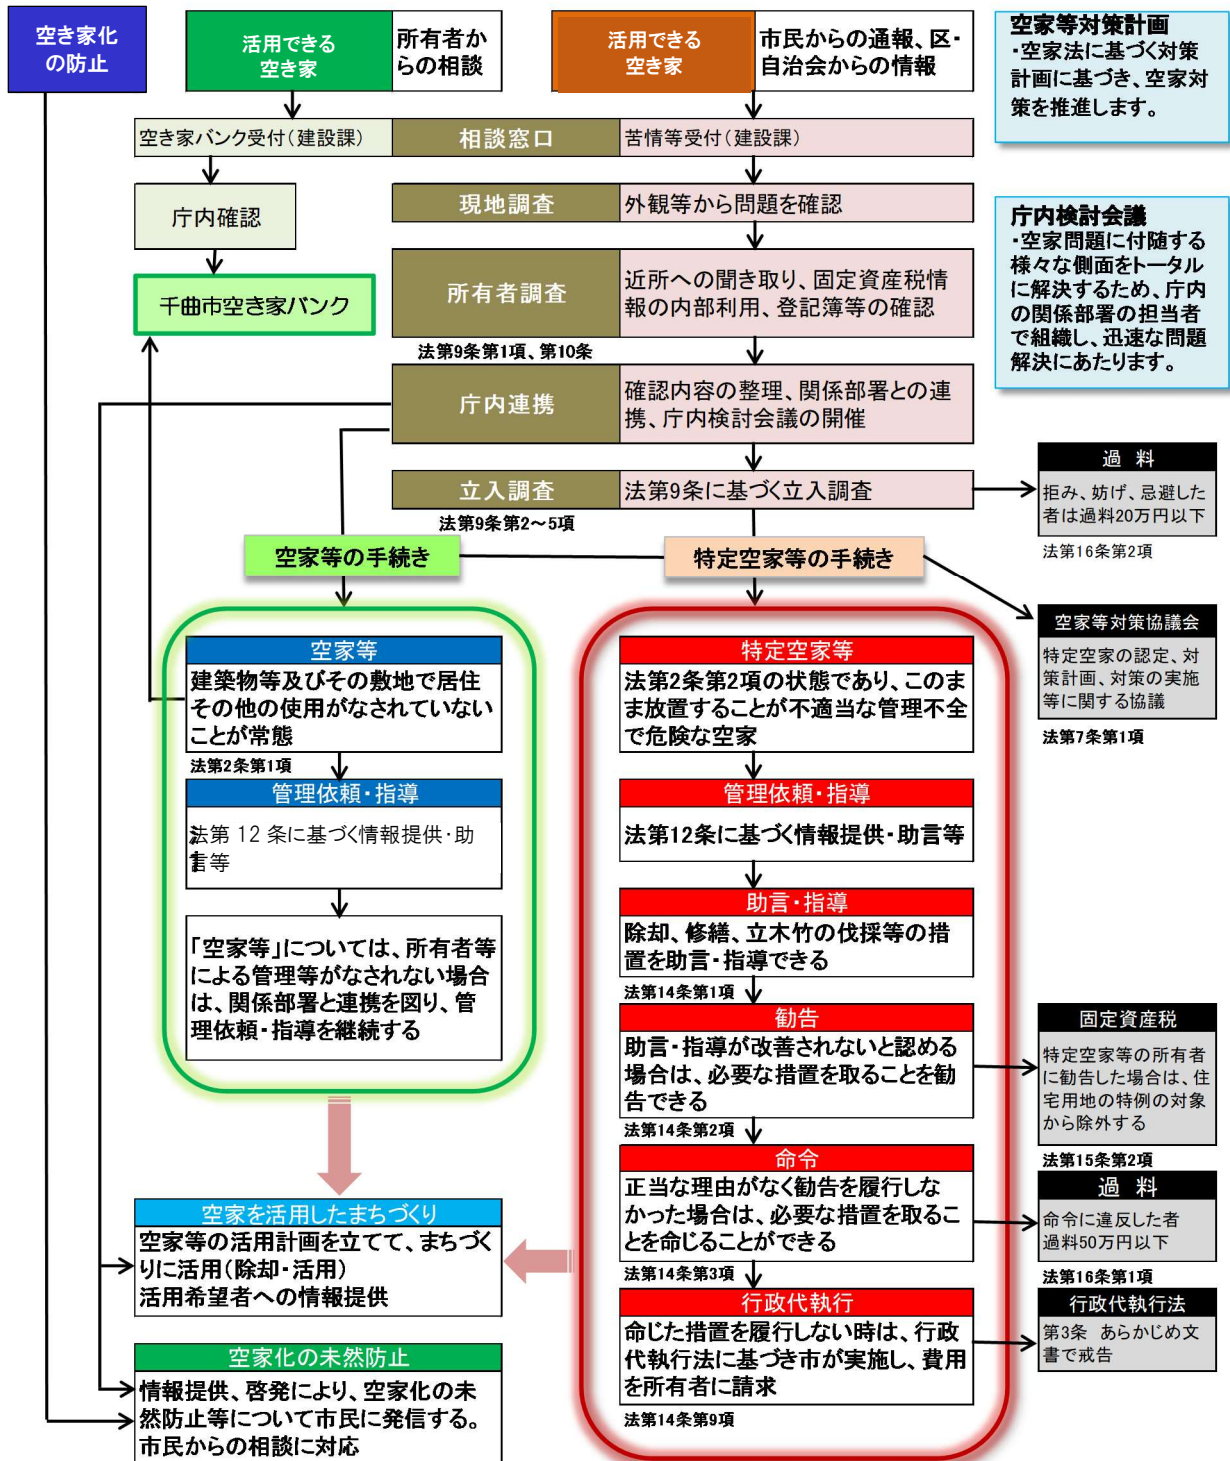 空き家化
の防止
活用できる
空き家
所有者か
らの相談
活用できる
空き家
市民からの通報、区・
自治会からの情報
空家等対策計画
・空家法に基づく対策
計画に基づき、空家対
策を推進します。
空き家バンク受付(建設課)
相談窓口
苦情等受付(建設課)
庁内確認
現地調査
外観等から問題を確認
庁内検討会議
・空家問題に付随する
様々な側面をトータル
に解決するため、庁内
の関係部署の担当者
で組織し、迅速な問題
解決にあたります。
千曲市空き家バンク
所有者調査
近所への聞き取り、固定資産税情
報の内部利用、登記簿等の確認
法第9条第1項、第10条
庁内連携
確認内容の整理、関係部署との連
携、庁内検討会議の開催
立入調査
法第9条に基づく立入調査
法第9条第2~5項
過 料
拒み、妨げ、忌避した
者は過料20万円以下
法第16条第2項
空家等の手続き
特定空家等の手続き
空家等対策協議会
特定空家の認定、対
策計画、対策の実施
等に関する協議
法第7条第1項
空家等
建築物等及びその敷地で居住
その他の使用がなされていない
ことが常態
法第2条第1項
管理依頼・指導
法第 12 条に基づく情報提供・助
言等
「空家等」については、所有者等
による管理等がなされない場合
は、関係部署と連携を図り、管
理依頼・指導を継続する
特定空家等
法第2条第2項の状態であり、このま
ま放置することが不適当な管理不全
で危険な空家
管理依頼・指導
法第12条に基づく情報提供・助言等
助言・指導
除却、修繕、立木竹の伐採等の措
置を助言・指導できる
法第14条第1項
勧告
助言・指導が改善されないと認める
場合は、必要な措置を取ることを勧
告できる
法第14条第2項
固定資産税
特定空家等の所有者
に勧告した場合は、住
宅用地の特例の対象
から除外する
法第15条第2項
命令
正当な理由がなく勧告を履行しな
かった場合は、必要な措置を取るこ
とを命じることができる
法第14条第3項
過 料
命令に違反した者
過料50万円以下
法第16条第1項
行政代執行
命じた措置を履行しない時は、行政
代執行法に基づき市が実施し、費用
を所有者に請求
法第14条第9項
行政代執行法
第3条 あらかじめ文
書で戒告
空家を活用したまちづくり
空家等の活用計画を立てて、まちづく
りに活用(除却・活用)
活用希望者への情報提供
空家化の未然防止
情報提供、啓発により、空家化の未
然防止等について市民に発信する。
市民からの相談に対応